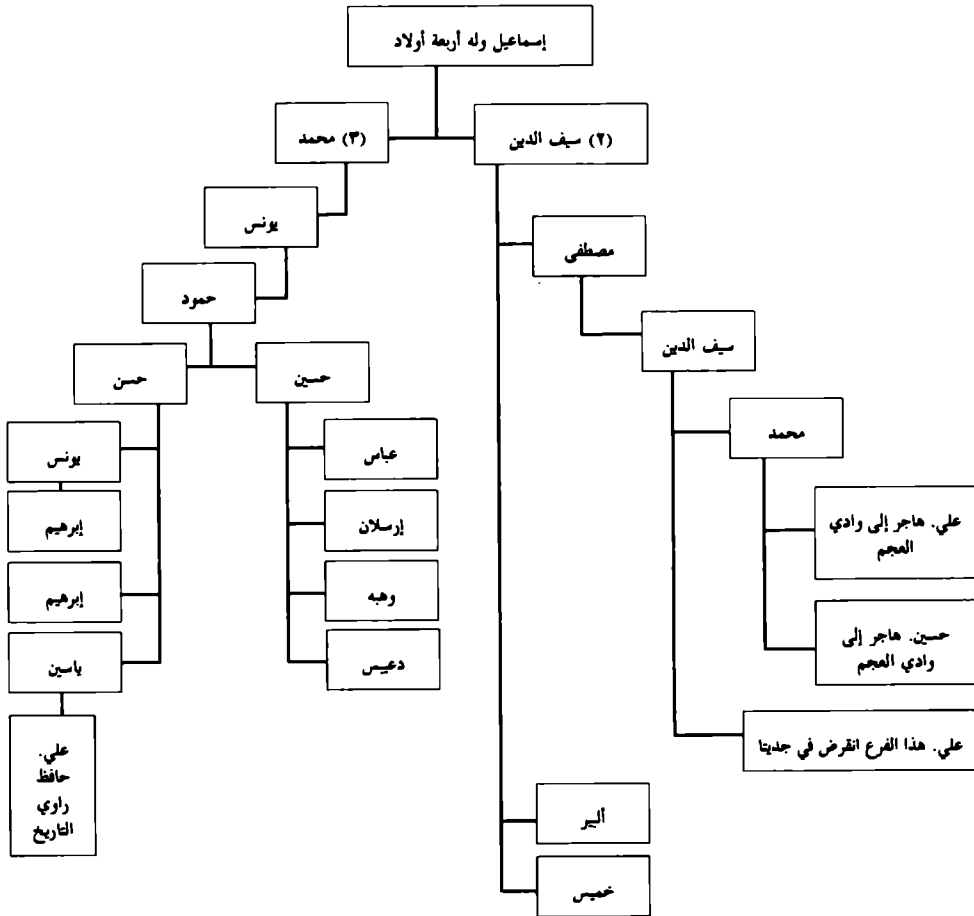 إسماعيل وله أربعة أولاد
(٢) سيف الدين
(٣) محمد
يونس
مصطفى
حمود
سيف الدين
حسين
حسن
محمد
عباس
يونس
علي. هاجر إلى وادي
العجم
إرسلان
إبرهيم
وهبه
إبرهيم
حسين. هاجر إلى
وادي العجم
دعيس
ياسين
علي. هذا الفرع انقرض في جديتا
علي.
حافظ
راوي
التاريخ
ألبير
خميس